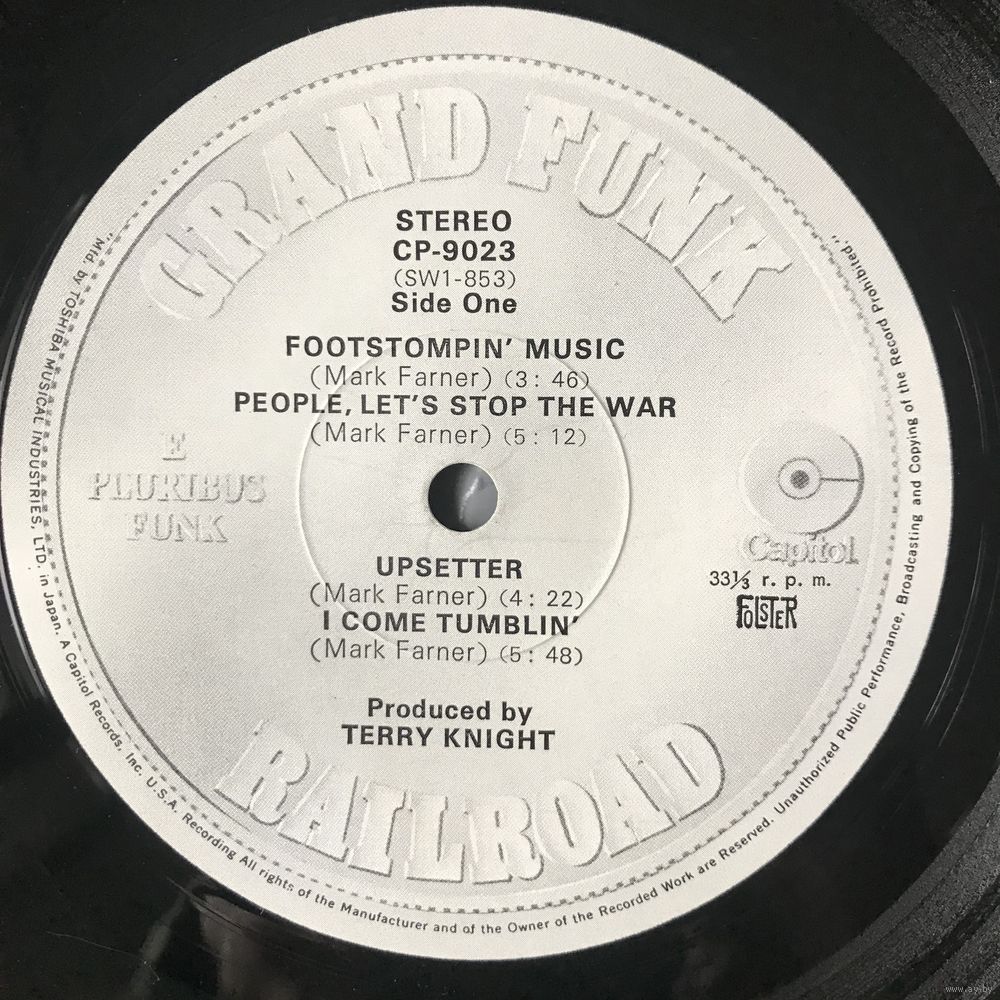 GRAND FUNK
STEREO
CP-9023
(SW1-853)
Side One
FOOTSTOMPIN' MUSIC
(Mark Farner) (3: 46)
PEOPLE, LET'S STOP THE WAR
(Mark Farner) (5: 12)
E
PLURIBUS
FUNK
Capitol
33⅓ r. p. m.
FOLSTER
UPSETTER
(Mark Farner) (4: 22)
I COME TUMBLIN'
(Mark Farner) (5: 48)
Produced by
TERRY KNIGHT
RAILROAD
"Mfd. by TOSHIBA MUSICAL INDUSTRIES, LTD. in Japan. A Capitol Records, Inc. U.S.A. Recording All rights of the Manufacturer and of the Owner of the Recorded Work are Reserved. Unauthorized Public Performance, Broadcasting and Copying of the Record Prohibited."
www.ay.by